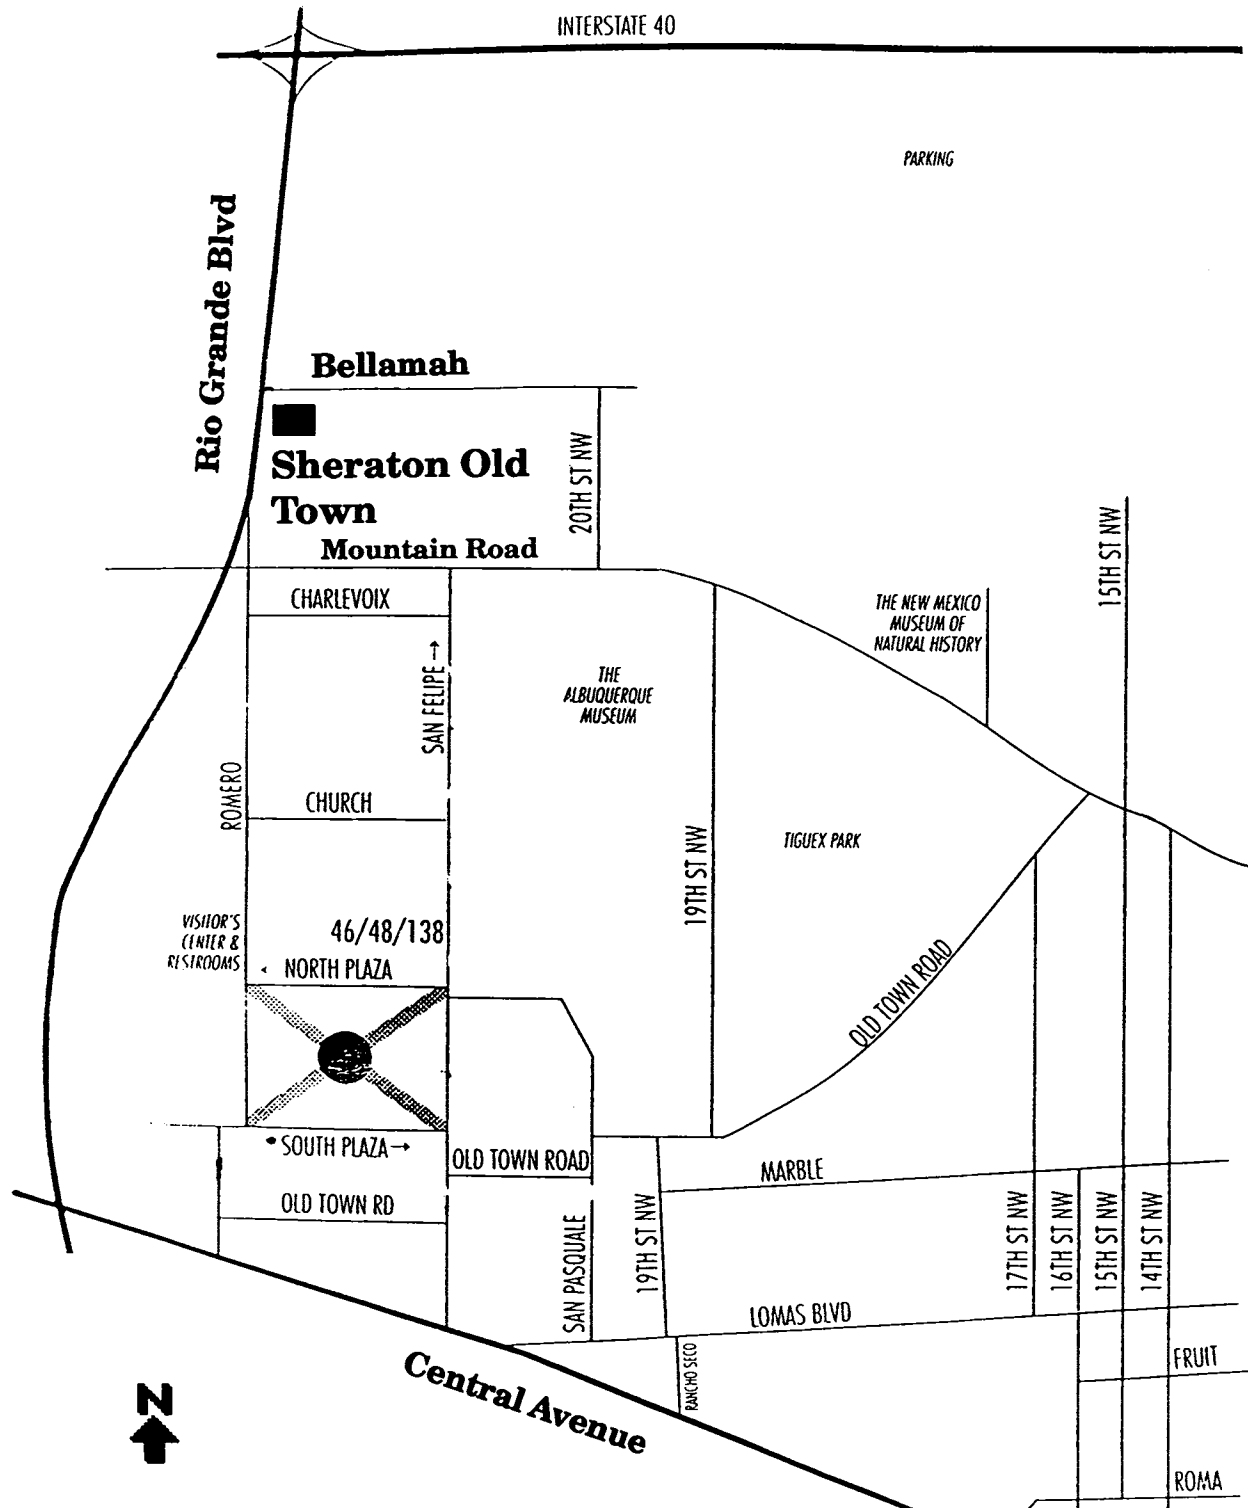 INTERSTATE 40
PARKING
Rio Grande Blvd
Bellamah
Sheraton Old
Town
20TH ST NW
Mountain Road
15TH ST NW
CHARLEVOIX
THE NEW MEXICO
MUSEUM OF
NATURAL HISTORY
SAN FELIPE →
THE
ALBUQUERQUE
MUSEUM
ROMERO
CHURCH
19TH ST NW
TIGUEX PARK
VISITOR'S
CENTER &
RESTROOMS
46/48/138
NORTH PLAZA
OLD TOWN ROAD
SOUTH PLAZA →
OLD TOWN ROAD
MARBLE
OLD TOWN RD
SAN PASQUALE
19TH ST NW
17TH ST NW
16TH ST NW
15TH ST NW
14TH ST NW
LOMAS BLVD
RANCHO SECO
FRUIT
Central Avenue
N
ROMA